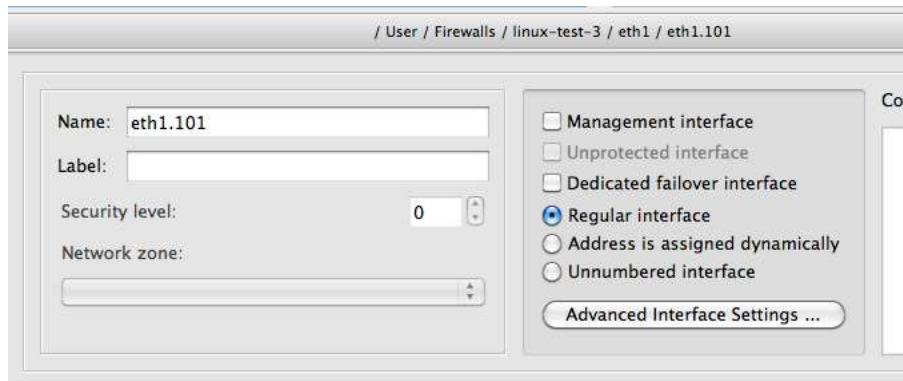 / User / Firewalls / linux-test-3 / eth1 / eth1.101
Name: eth1.101
Label:
Security level: 0
Network zone:
Management interface
Unprotected interface
Dedicated failover interface
Regular interface
Address is assigned dynamically
Unnumbered interface
Advanced Interface Settings ...
Co